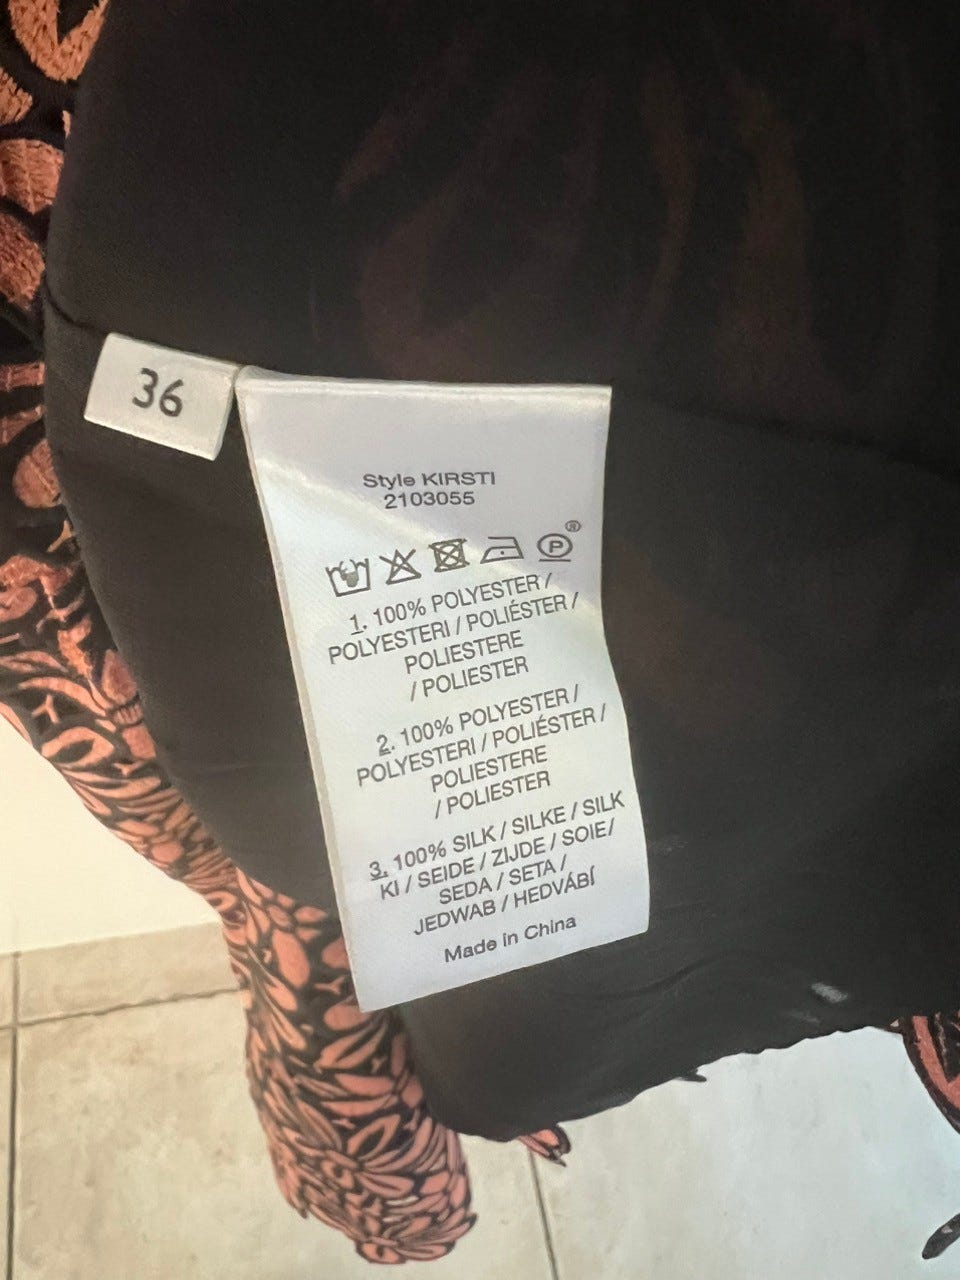 36
Style KIRSTI
2103055
P
®
1. 100% POLYESTER /
POLYESTERI / POLIÉSTER /
POLIESTERE
/ POLIESTER
2. 100% POLYESTER /
POLYESTERI / POLIÉSTER /
POLIESTERE
/ POLIESTER
3. 100% SILK / SILKE / SILK
KI / SEIDE / ZIJDE / SOIE/
SEDA / SETA /
JEDWAB / HEDVÁBÍ
Made in China